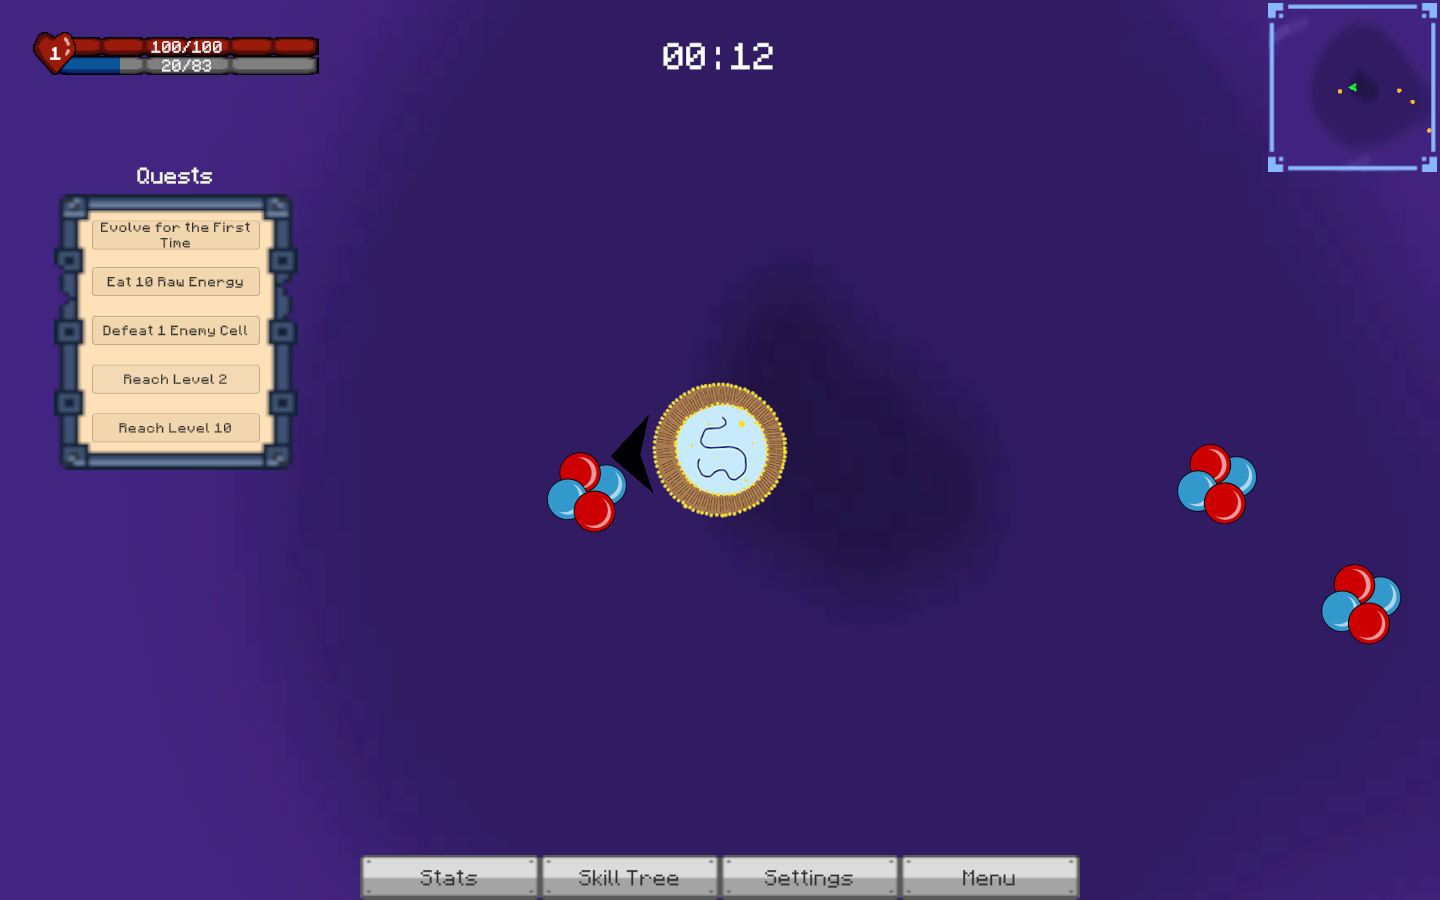 1
100/100
20/83
00:12
Quests
Evolve for the First
Time
Eat 10 Raw Energy
Defeat 1 Enemy Cell
Reach Level 2
Reach Level 10
Stats
Skill Tree
Settings
Menu